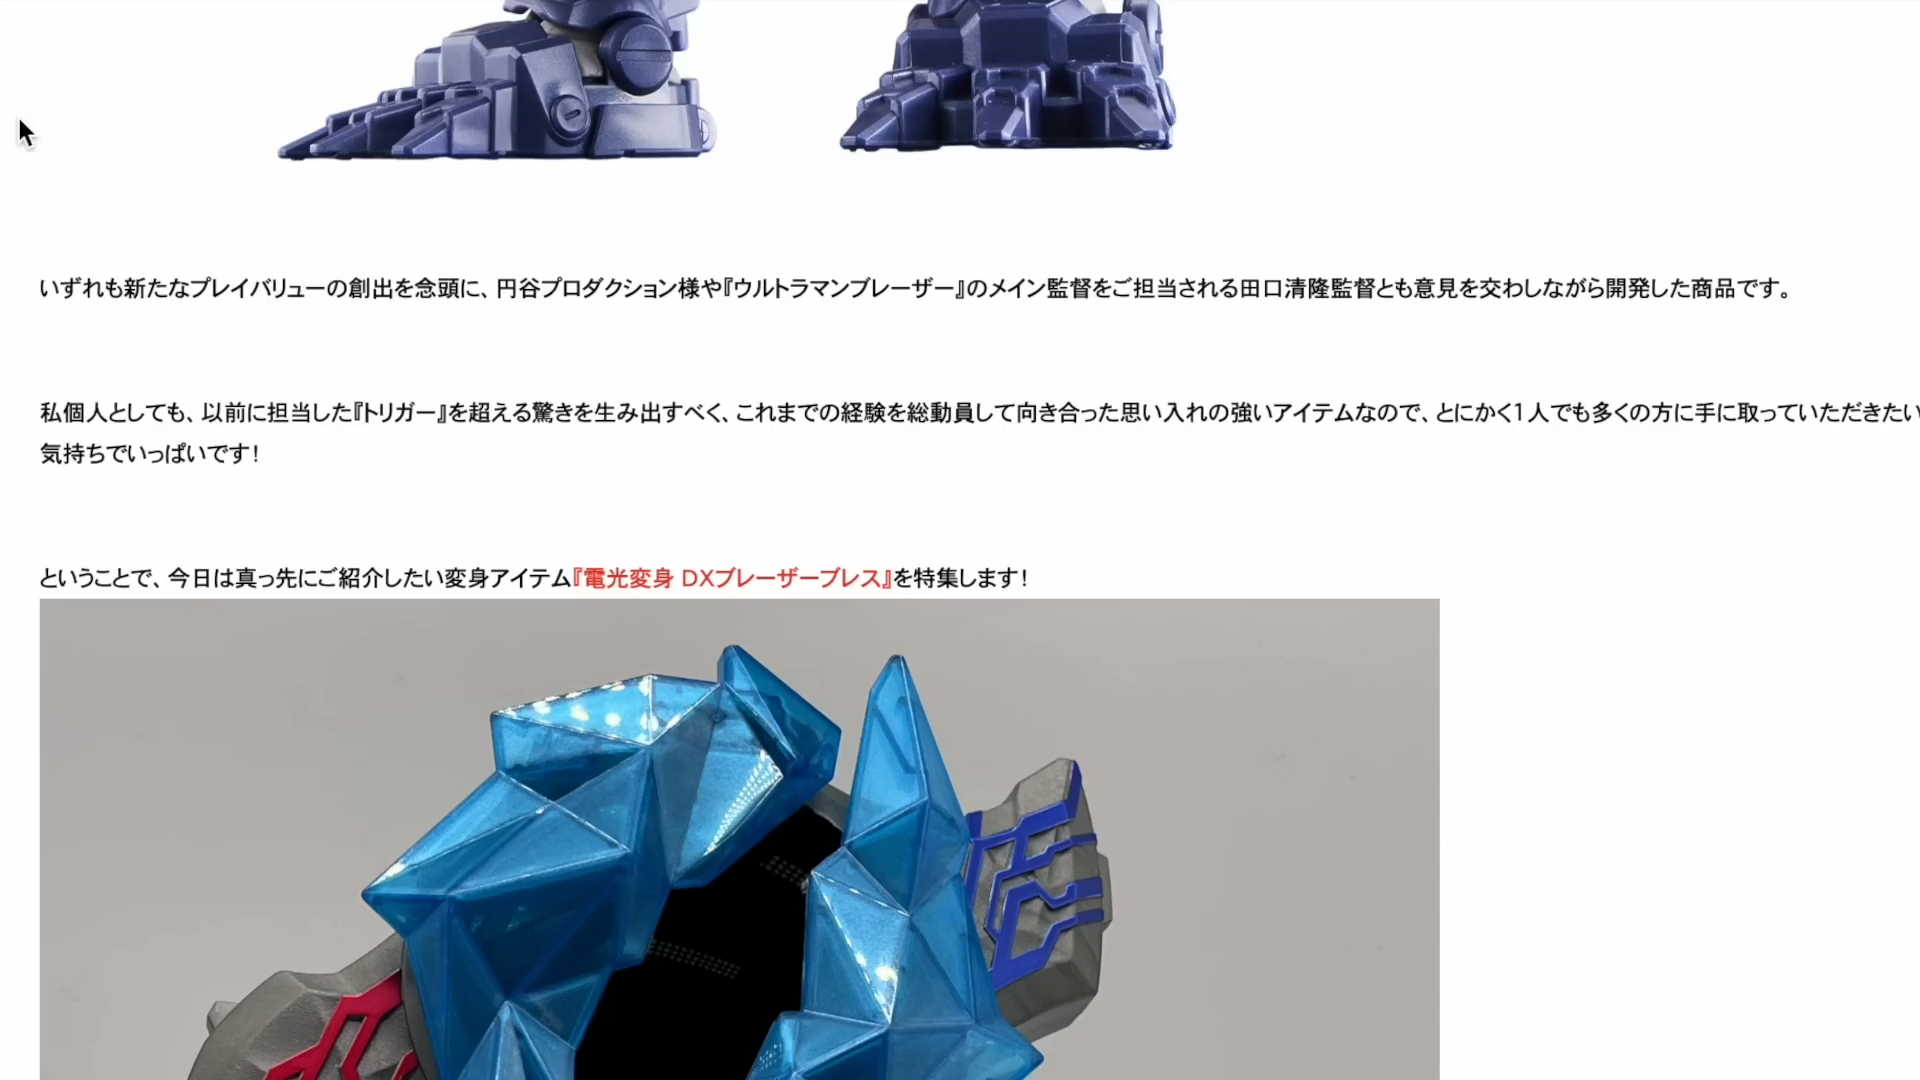 いずれも新たなプレイバリューの創出を念頭に、円谷プロダクション様や『ウルトラマンブレーザー』のメイン監督をご担当される田口清隆監督とも意見を交わしながら開発した商品です。
私個人としても、以前に担当した『トリガー』を超える驚きを生み出すべく、これまでの経験を総動員して向き合った思い入れの強いアイテムなので、とにかく1人でも多くの方に手に取っていただきたい
気持ちでいっぱいです！
ということで、今日は真っ先にご紹介したい変身アイテム『電光変身 DXブレーザーブレス』を特集します！